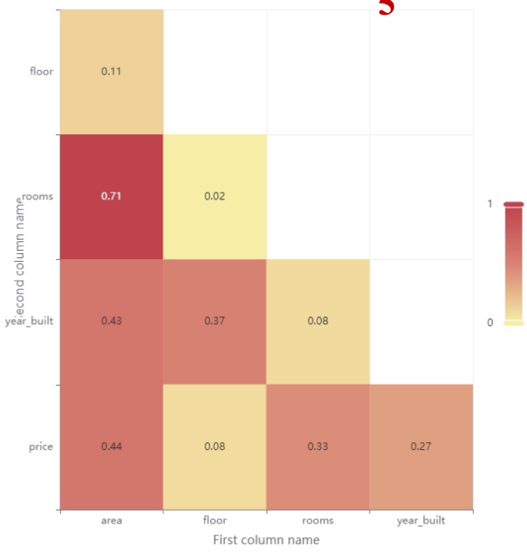 5
floor
0.11
rooms
0.71 0.02
1
Second column name
year_built
0.43 0.37 0.08
0
price
0.44 0.08 0.33 0.27
area floor rooms year_built
First column name